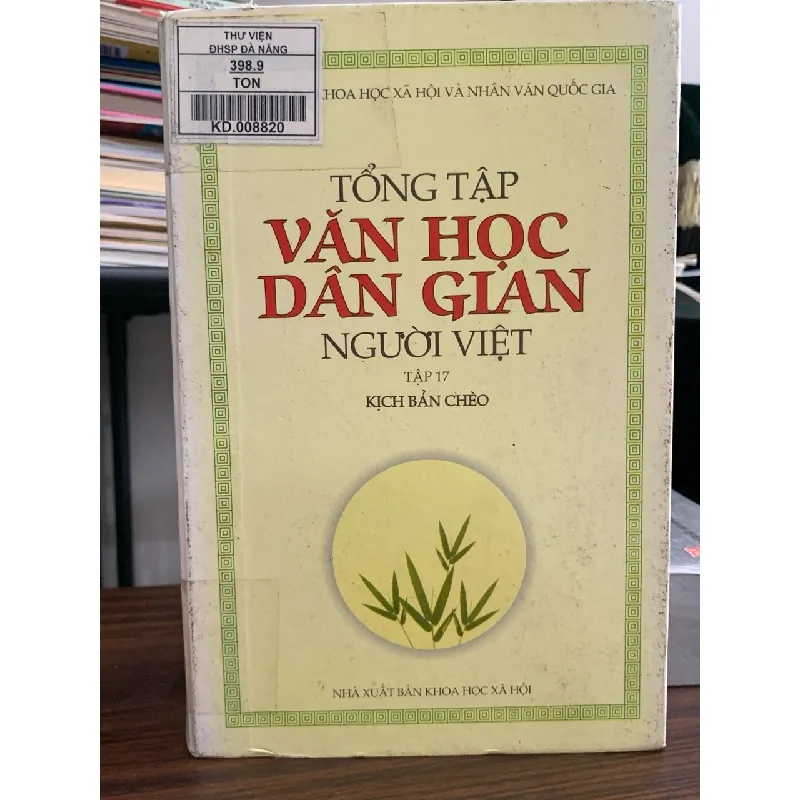 THƯ VIỆN
ĐHSP ĐÀ NẴNG
398.9
TON
KD.008820
KHOA HỌC XÃ HỘI VÀ NHÂN VĂN QUỐC GIA
TỔNG TẬP
VĂN HỌC
DÂN GIAN
NGƯỜI VIỆT
TẬP 17
KỊCH BẢN CHÈO
NHÀ XUẤT BẢN KHOA HỌC XÃ HỘI